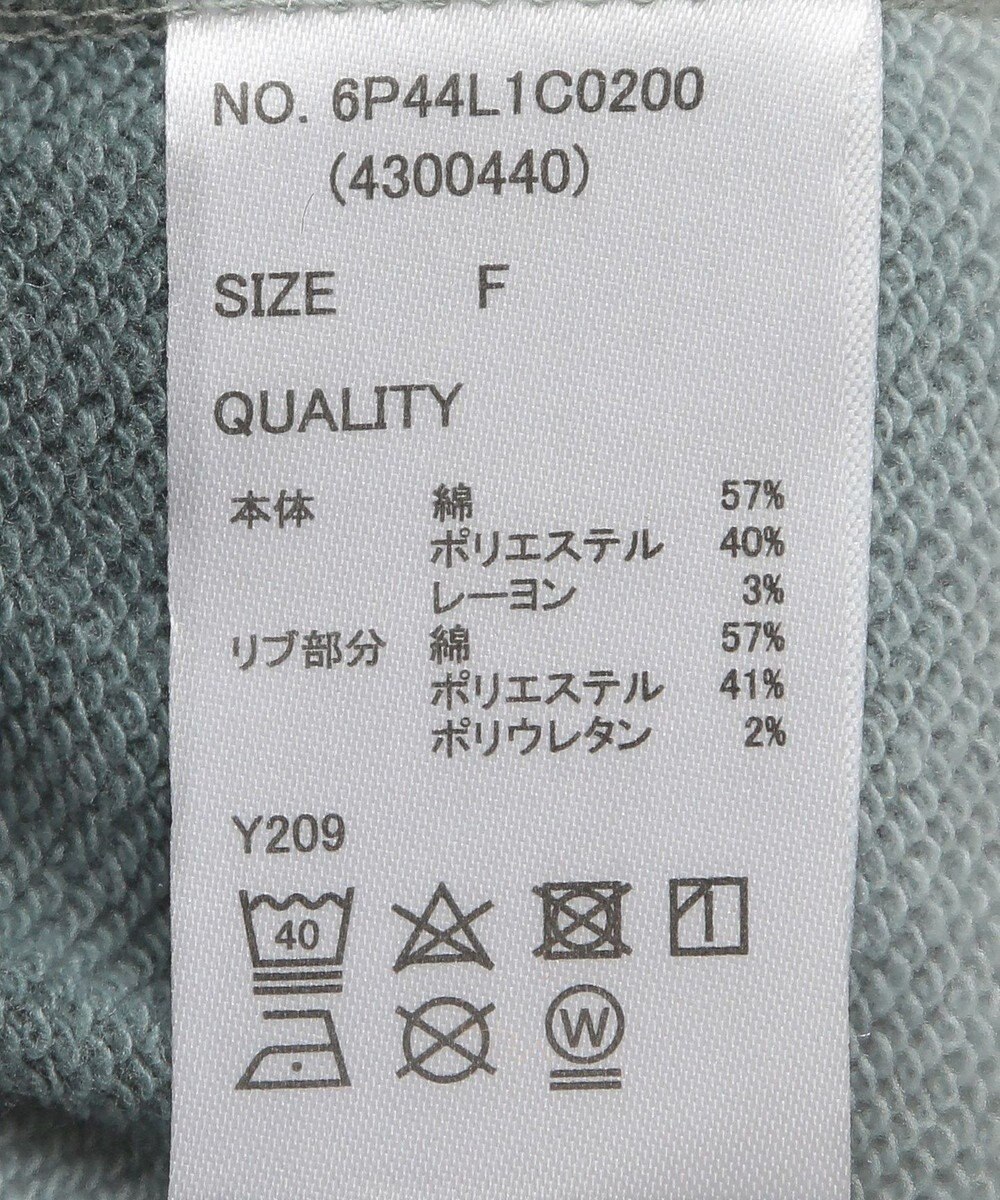 NO. 6P44L1C0200
(4300440)
SIZE F
QUALITY
本体 綿 57%
ポリエステル 40%
レーヨン 3%
リブ部分 綿 57%
ポリエステル 41%
ポリウレタン 2%
Y209
40
W